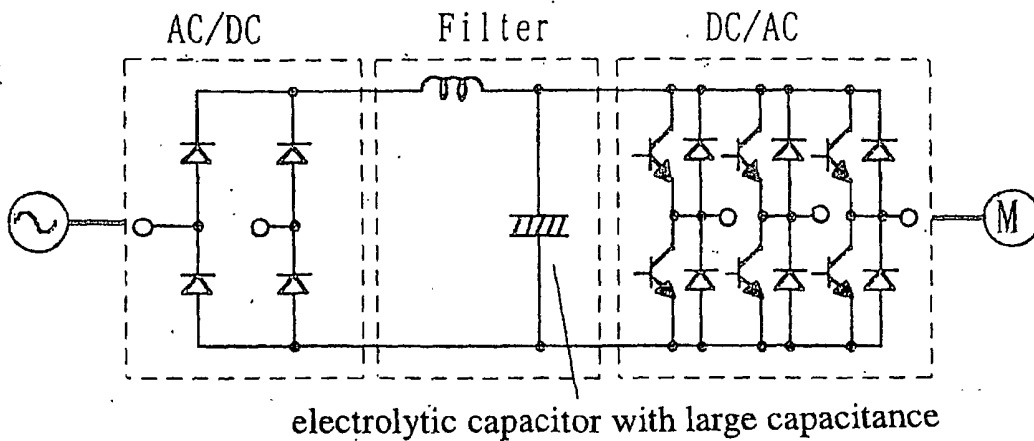 AC/DC Filter DC/AC
M
electrolytic capacitor with large capacitance